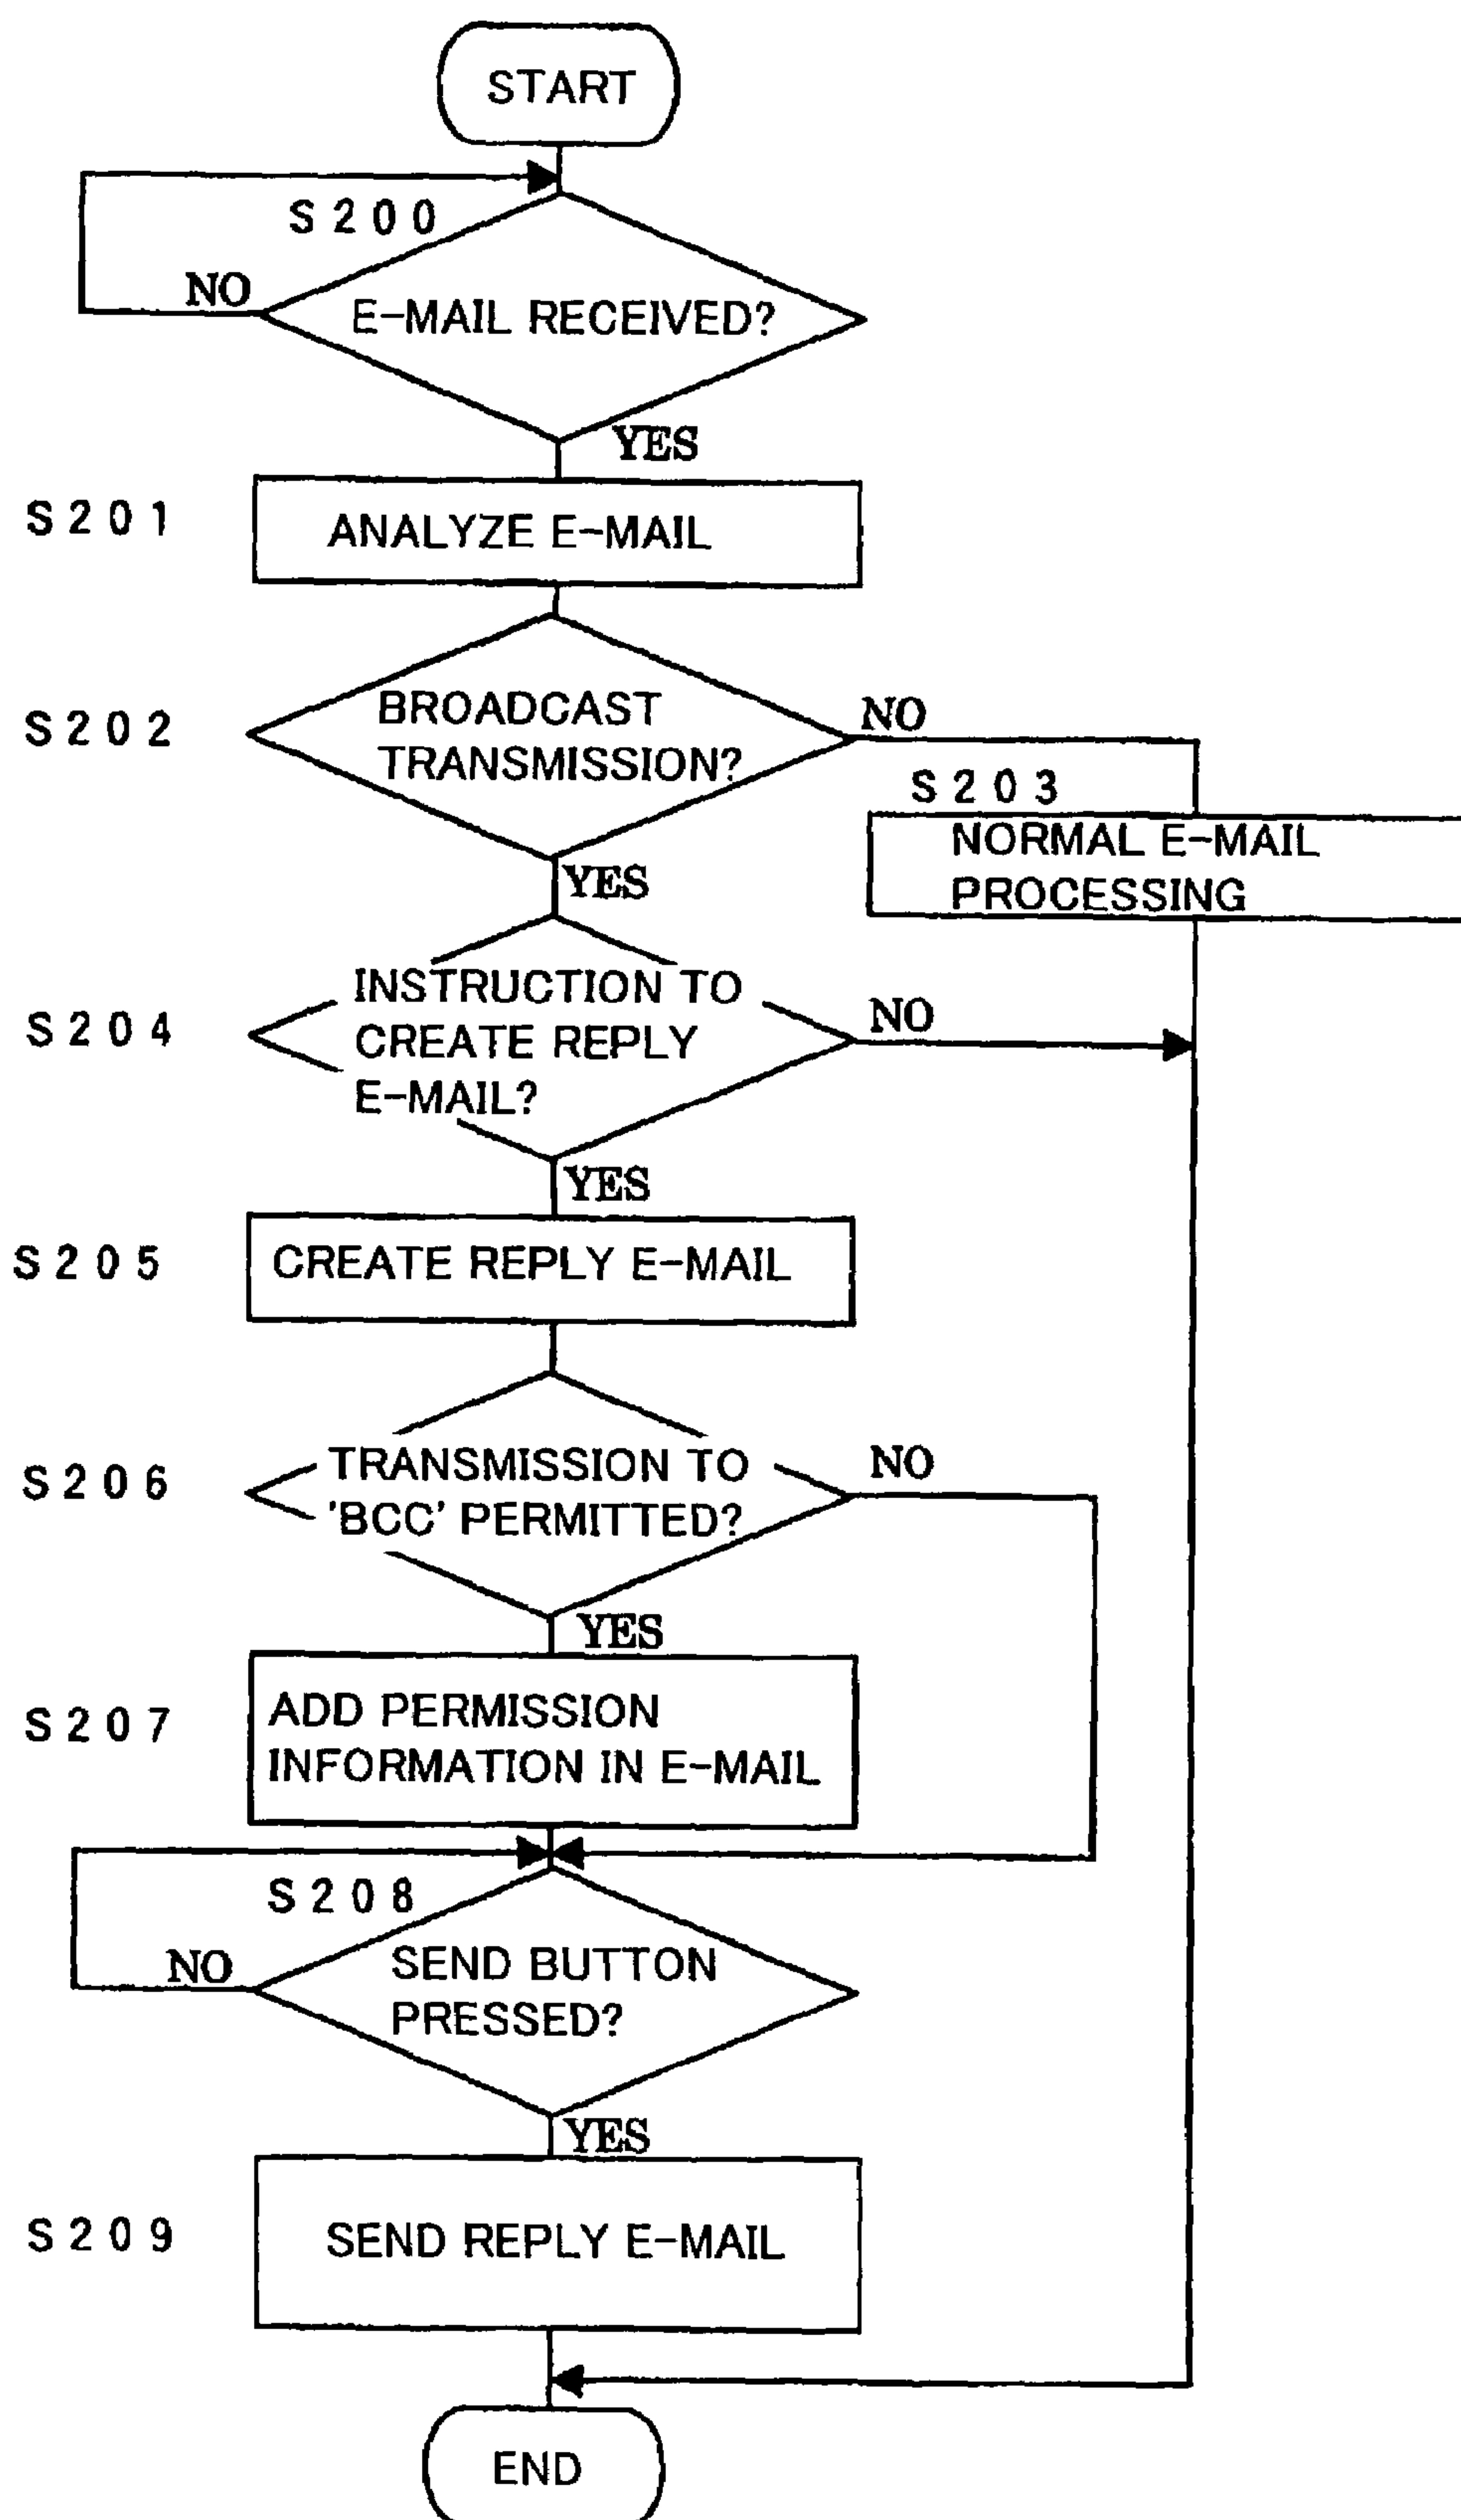 START
S200
NO
E-MAIL RECEIVED?
YES
S201
ANALYZE E-MAIL
S202
BROADCAST
TRANSMISSION?
NO
S203
NORMAL E-MAIL
PROCESSING
YES
S204
INSTRUCTION TO
CREATE REPLY
E-MAIL?
NO
YES
S205
CREATE REPLY E-MAIL
S206
TRANSMISSION TO
'BCC' PERMITTED?
NO
YES
S207
ADD PERMISSION
INFORMATION IN E-MAIL
S208
NO
SEND BUTTON
PRESSED?
YES
S209
SEND REPLY E-MAIL
END